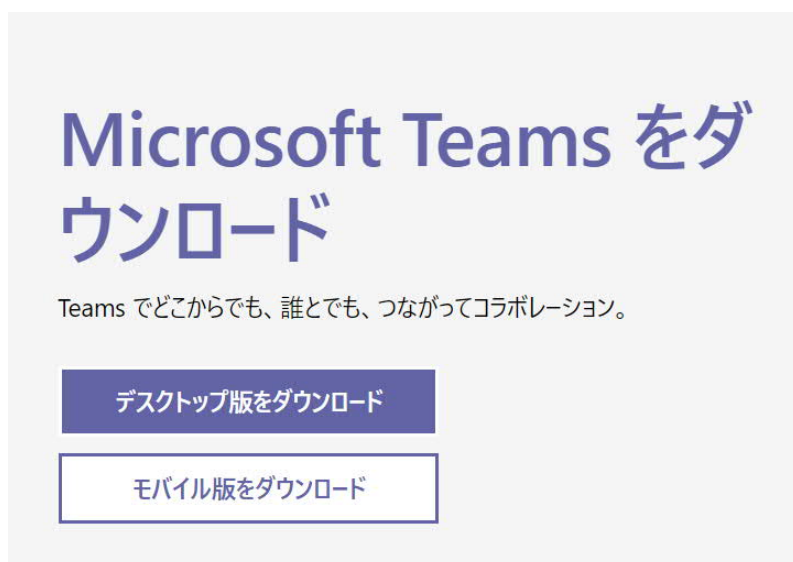 Microsoft Teams をダ
ウンロード
Teams でどこからでも、誰とでも、つながってコラボレーション。
デスクトップ版をダウンロード
モバイル版をダウンロード